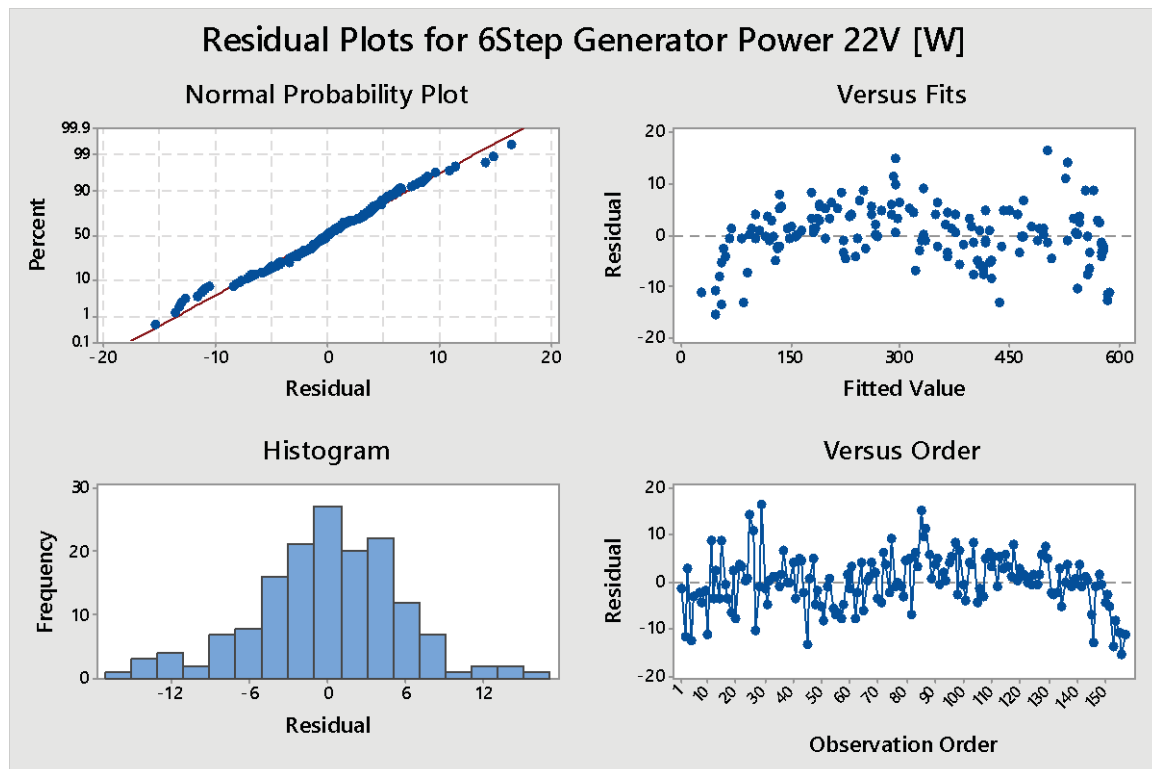 Residual Plots for 6Step Generator Power 22V [W]
Normal Probability Plot
Percent
99.9
99
90
50
10
1
0.1
-20 -10 0 10 20
Residual
Versus Fits
Residual
20
10
0
-10
-20
0 150 300 450 600
Fitted Value
Histogram
Frequency
30
20
10
0
-12 -6 0 6 12
Residual
Versus Order
Residual
20
10
0
-10
-20
1 10 20 30 40 50 60 70 80 90 100 110 120 130 140 150
Observation Order